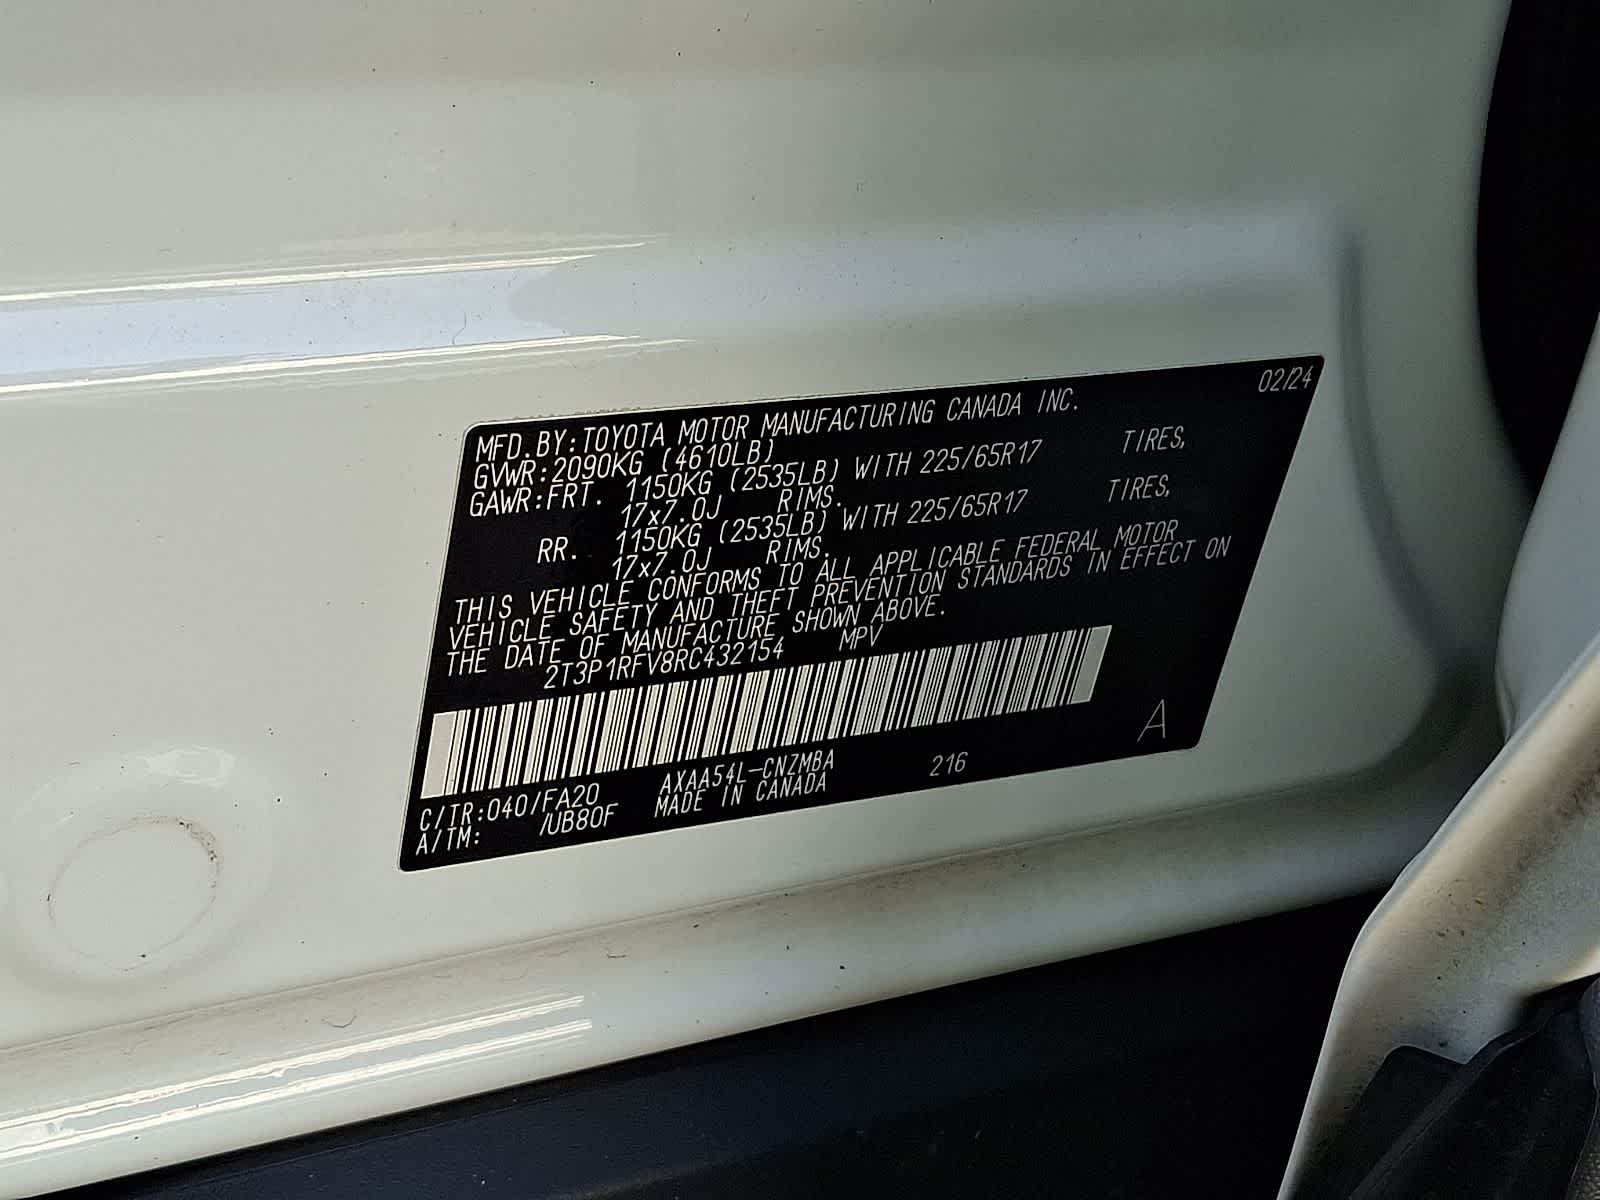 02/24
MFD.BY:TOYOTA MOTOR MANUFACTURING CANADA INC.
GVWR:2090KG (4610LB)
GAWR:FRT. 1150KG (2535LB) WITH 225/65R17 TIRES,
17x7.0J RIMS.
RR. 1150KG (2535LB) WITH 225/65R17 TIRES,
17x7.0J RIMS.
THIS VEHICLE CONFORMS TO ALL APPLICABLE FEDERAL MOTOR
VEHICLE SAFETY AND THEFT PREVENTION STANDARDS IN EFFECT ON
THE DATE OF MANUFACTURE SHOWN ABOVE.
2T3P1RFV8RC432154 MPV
A
C/TR:040/FA20 AXAA54L-CNZMBA 216
A/TM: /UB80F MADE IN CANADA